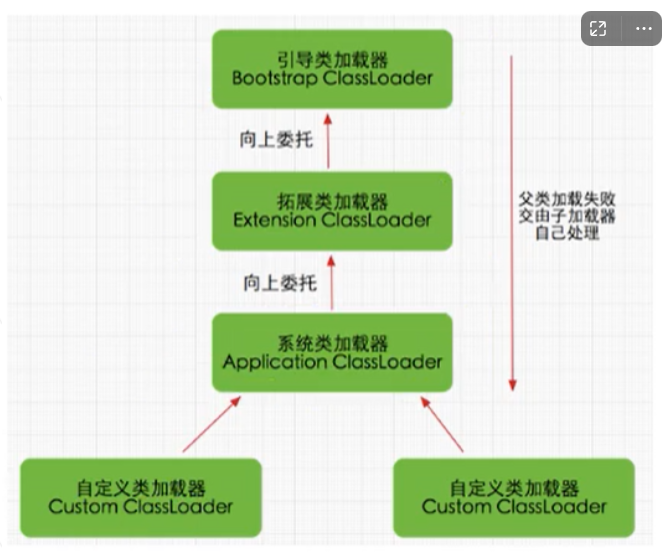 引导类加载器
Bootstrap ClassLoader
向上委托
拓展类加载器
Extension ClassLoader
父类加载失败
交由子加载器
自己处理
向上委托
系统类加载器
Application ClassLoader
自定义类加载器
Custom ClassLoader
自定义类加载器
Custom ClassLoader